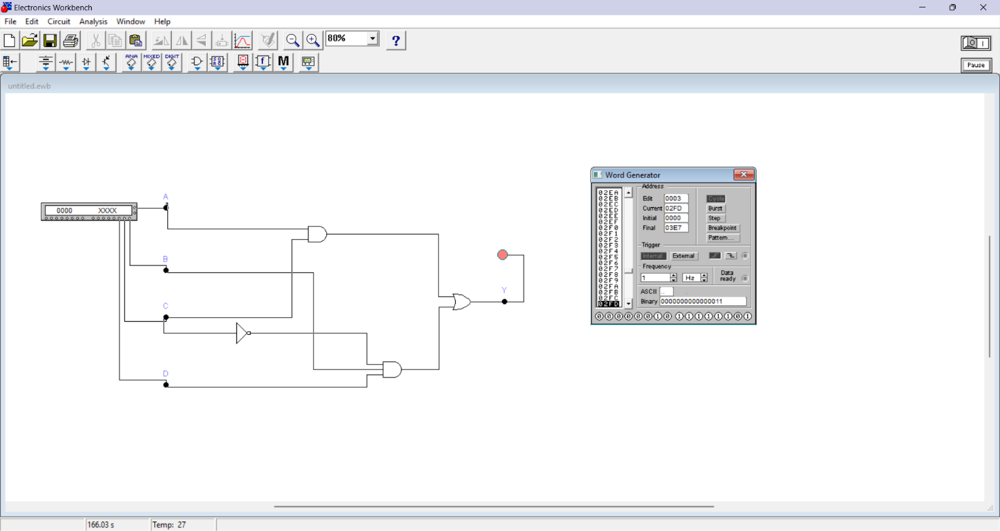 Electronics Workbench
File Edit Circuit Analysis Window Help
80% ?
ANA MIXED DIGIT f M
Pause
untitled.ewb
A
0000 XXXX
B
C
D
Y
Word Generator
02EA
02EB
02EC
02ED
02EE
02EF
02F0
02F1
02F2
02F3
02F4
02F5
02F6
02F7
02F8
02F9
02FA
02FB
02FC
02FD
Address
Edit 0003
Current 02FD
Initial 0000
Final 03E7
Cycle
Burst
Step
Breakpoint
Pattern...
Trigger
Internal External
Frequency
1 Hz
Data ready
ASCII ..
Binary 0000000000000011
0 0 0 0 0 0 1 0 1 1 1 1 1 1 0 1
166.03 s Temp: 27